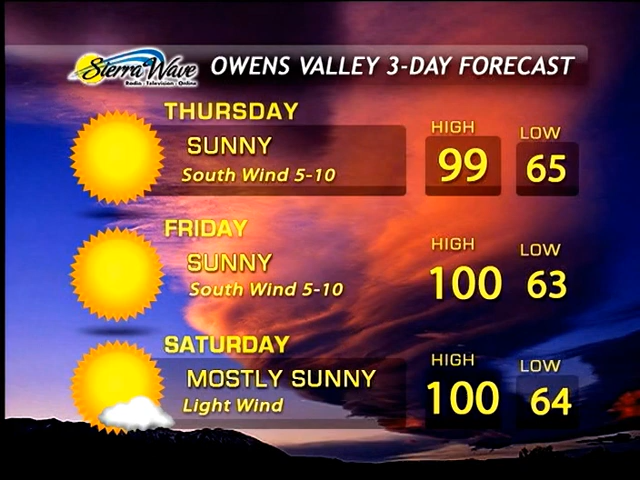 Sierra Wave
Radio · Television · Online
OWENS VALLEY 3-DAY FORECAST
THURSDAY
SUNNY
South Wind 5-10
HIGH
99
LOW
65
FRIDAY
SUNNY
South Wind 5-10
HIGH
100
LOW
63
SATURDAY
MOSTLY SUNNY
Light Wind
HIGH
100
LOW
64